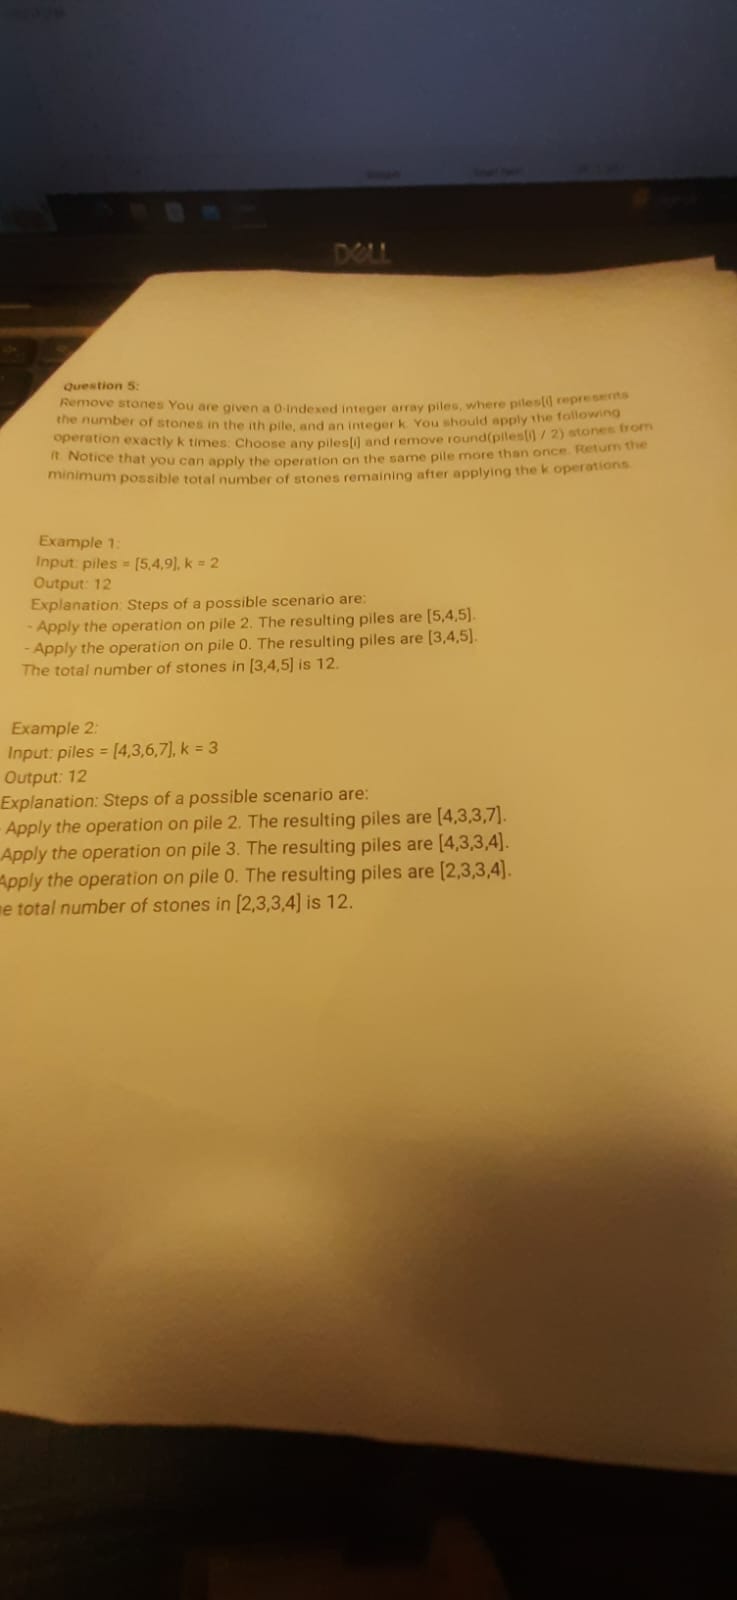 DELL
Question 5:
Remove stones You are given a 0-indexed integer array piles, where piles[i] represents
the number of stones in the ith pile, and an integer k. You should apply the following
operation exactly k times: Choose any piles[i] and remove round(piles[i] / 2) stones from
it. Notice that you can apply the operation on the same pile more than once. Return the
minimum possible total number of stones remaining after applying the k operations.
Example 1:
Input: piles = [5,4,9], k = 2
Output: 12
Explanation: Steps of a possible scenario are:
- Apply the operation on pile 2. The resulting piles are [5,4,5].
- Apply the operation on pile 0. The resulting piles are [3,4,5].
The total number of stones in [3,4,5] is 12.
Example 2:
Input: piles = [4,3,6,7], k = 3
Output: 12
Explanation: Steps of a possible scenario are:
Apply the operation on pile 2. The resulting piles are [4,3,3,7].
Apply the operation on pile 3. The resulting piles are [4,3,3,4].
Apply the operation on pile 0. The resulting piles are [2,3,3,4].
e total number of stones in [2,3,3,4] is 12.